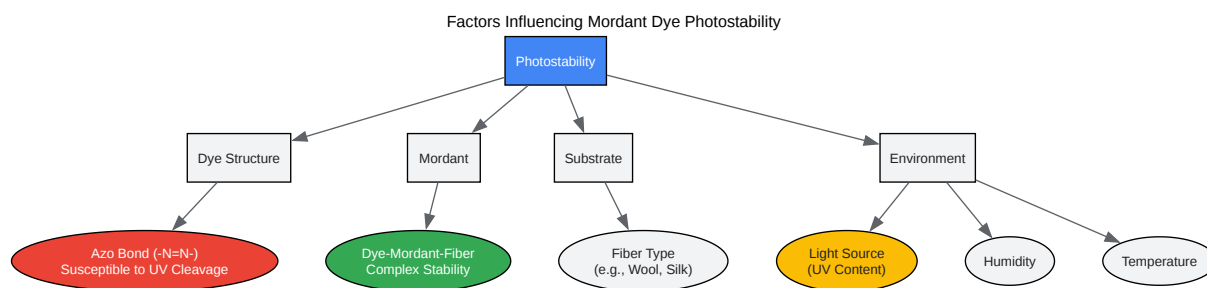 Factors Influencing Mordant Dye Photostability
Photostability
Dye Structure
Mordant
Substrate
Environment
Azo Bond (-N=N-)
Susceptible to UV Cleavage
Dye-Mordant-Fiber
Complex Stability
Fiber Type
(e.g., Wool, Silk)
Light Source
(UV Content)
Humidity
Temperature